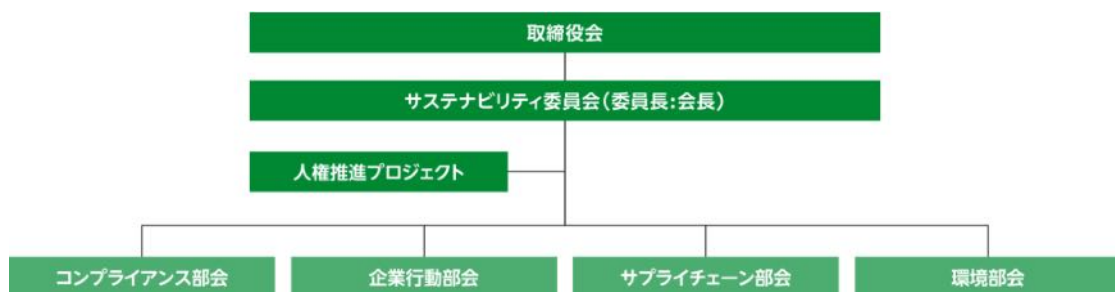 取締役会
サステナビリティ委員会(委員長:会長)
人権推進プロジェクト
コンプライアンス部会
企業行動部会
サプライチェーン部会
環境部会